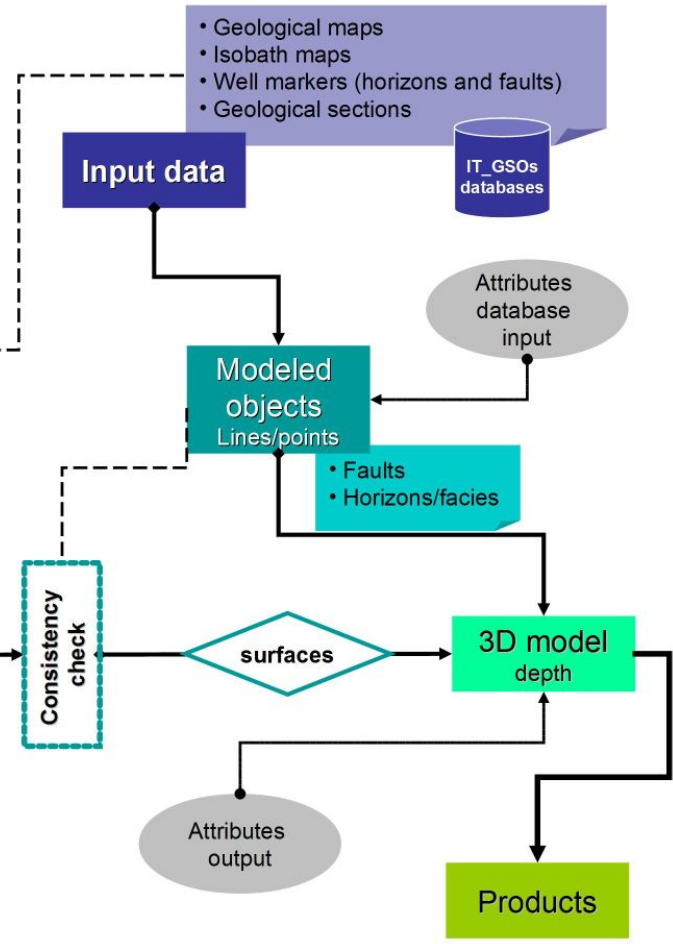 • Geological maps
• Isobath maps
• Well markers (horizons and faults)
• Geological sections
Input data
IT_GSOs
databases
Attributes
database
input
Modeled
objects
Lines/points
• Faults
• Horizons/facies
Consistency
check
surfaces
3D model
depth
Attributes
output
Products